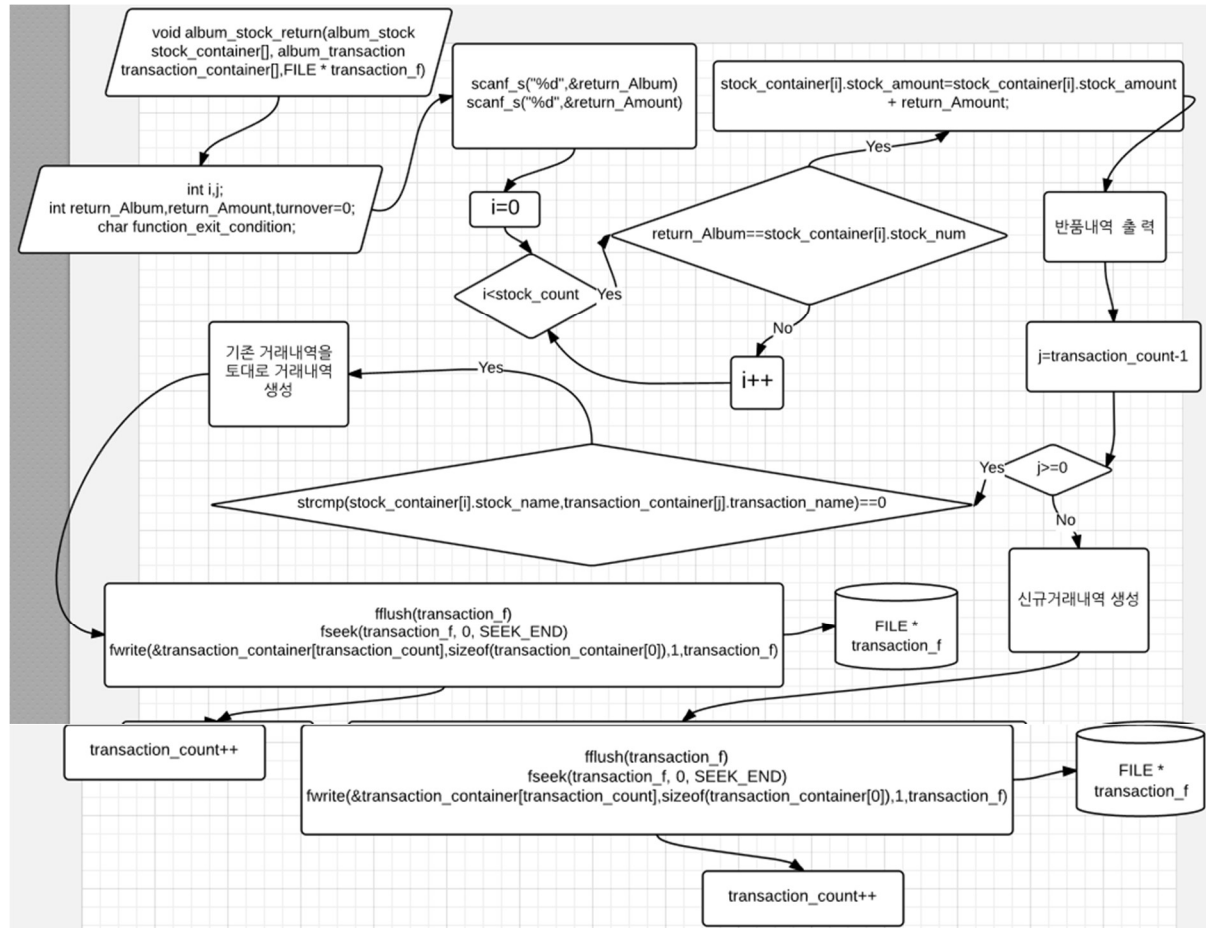 void album_stock_return(album_stock
stock_container[], album_transaction
transaction_container[],FILE * transaction_f)
int i,j;
int return_Album,return_Amount,turnover=0;
char function_exit_condition;
scanf_s("%d",&return_Album)
scanf_s("%d",&return_Amount)
i=0
i<stock_count
Yes
return_Album==stock_container[i].stock_num
Yes
stock_container[i].stock_amount=stock_container[i].stock_amount
+ return_Amount;
No
i++
반품내역 출 력
j=transaction_count-1
j>=0
Yes
No
strcmp(stock_container[i].stock_name,transaction_container[j].transaction_name)==0
Yes
기존 거래내역을
토대로 거래내역
생성
신규거래내역 생성
fflush(transaction_f)
fseek(transaction_f, 0, SEEK_END)
fwrite(&transaction_container[transaction_count],sizeof(transaction_container[0]),1,transaction_f)
FILE *
transaction_f
transaction_count++
fflush(transaction_f)
fseek(transaction_f, 0, SEEK_END)
fwrite(&transaction_container[transaction_count],sizeof(transaction_container[0]),1,transaction_f)
FILE *
transaction_f
transaction_count++